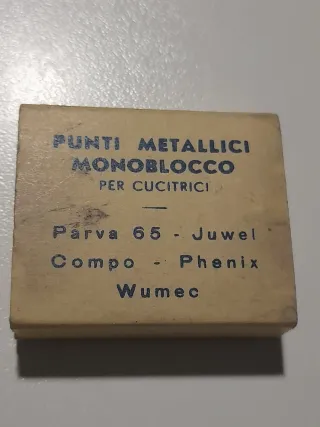 PUNTI METALLICI
MONOBLOCCO
PER CUCITRICI
Parva 65 - Juwel
Compo - Phenix
Wumec